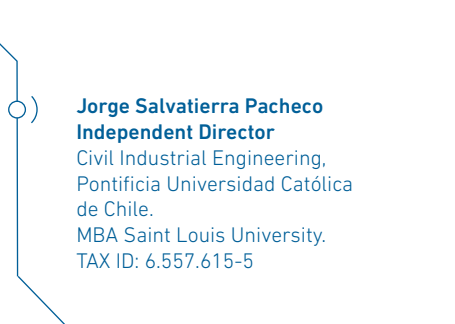 Jorge Salvatierra Pacheco
Independent Director
Civil Industrial Engineering,
Pontificia Universidad Católica
de Chile.
MBA Saint Louis University.
TAX ID: 6.557.615-5